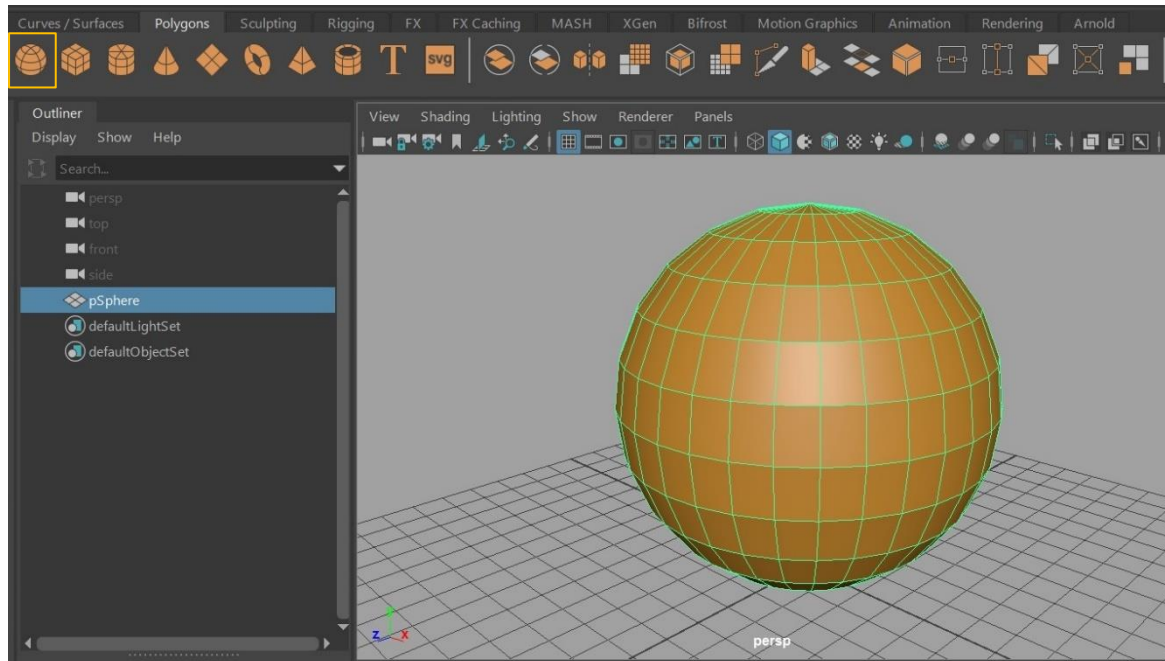 Curves / Surfaces Polygons Sculpting Rigging FX FX Caching MASH XGen Bifrost Motion Graphics Animation Rendering Arnold
T svg
Outliner
Display Show Help
Search...
persp
top
front
side
pSphere
defaultLightSet
defaultObjectSet
View Shading Lighting Show Renderer Panels
T
y
z x
persp